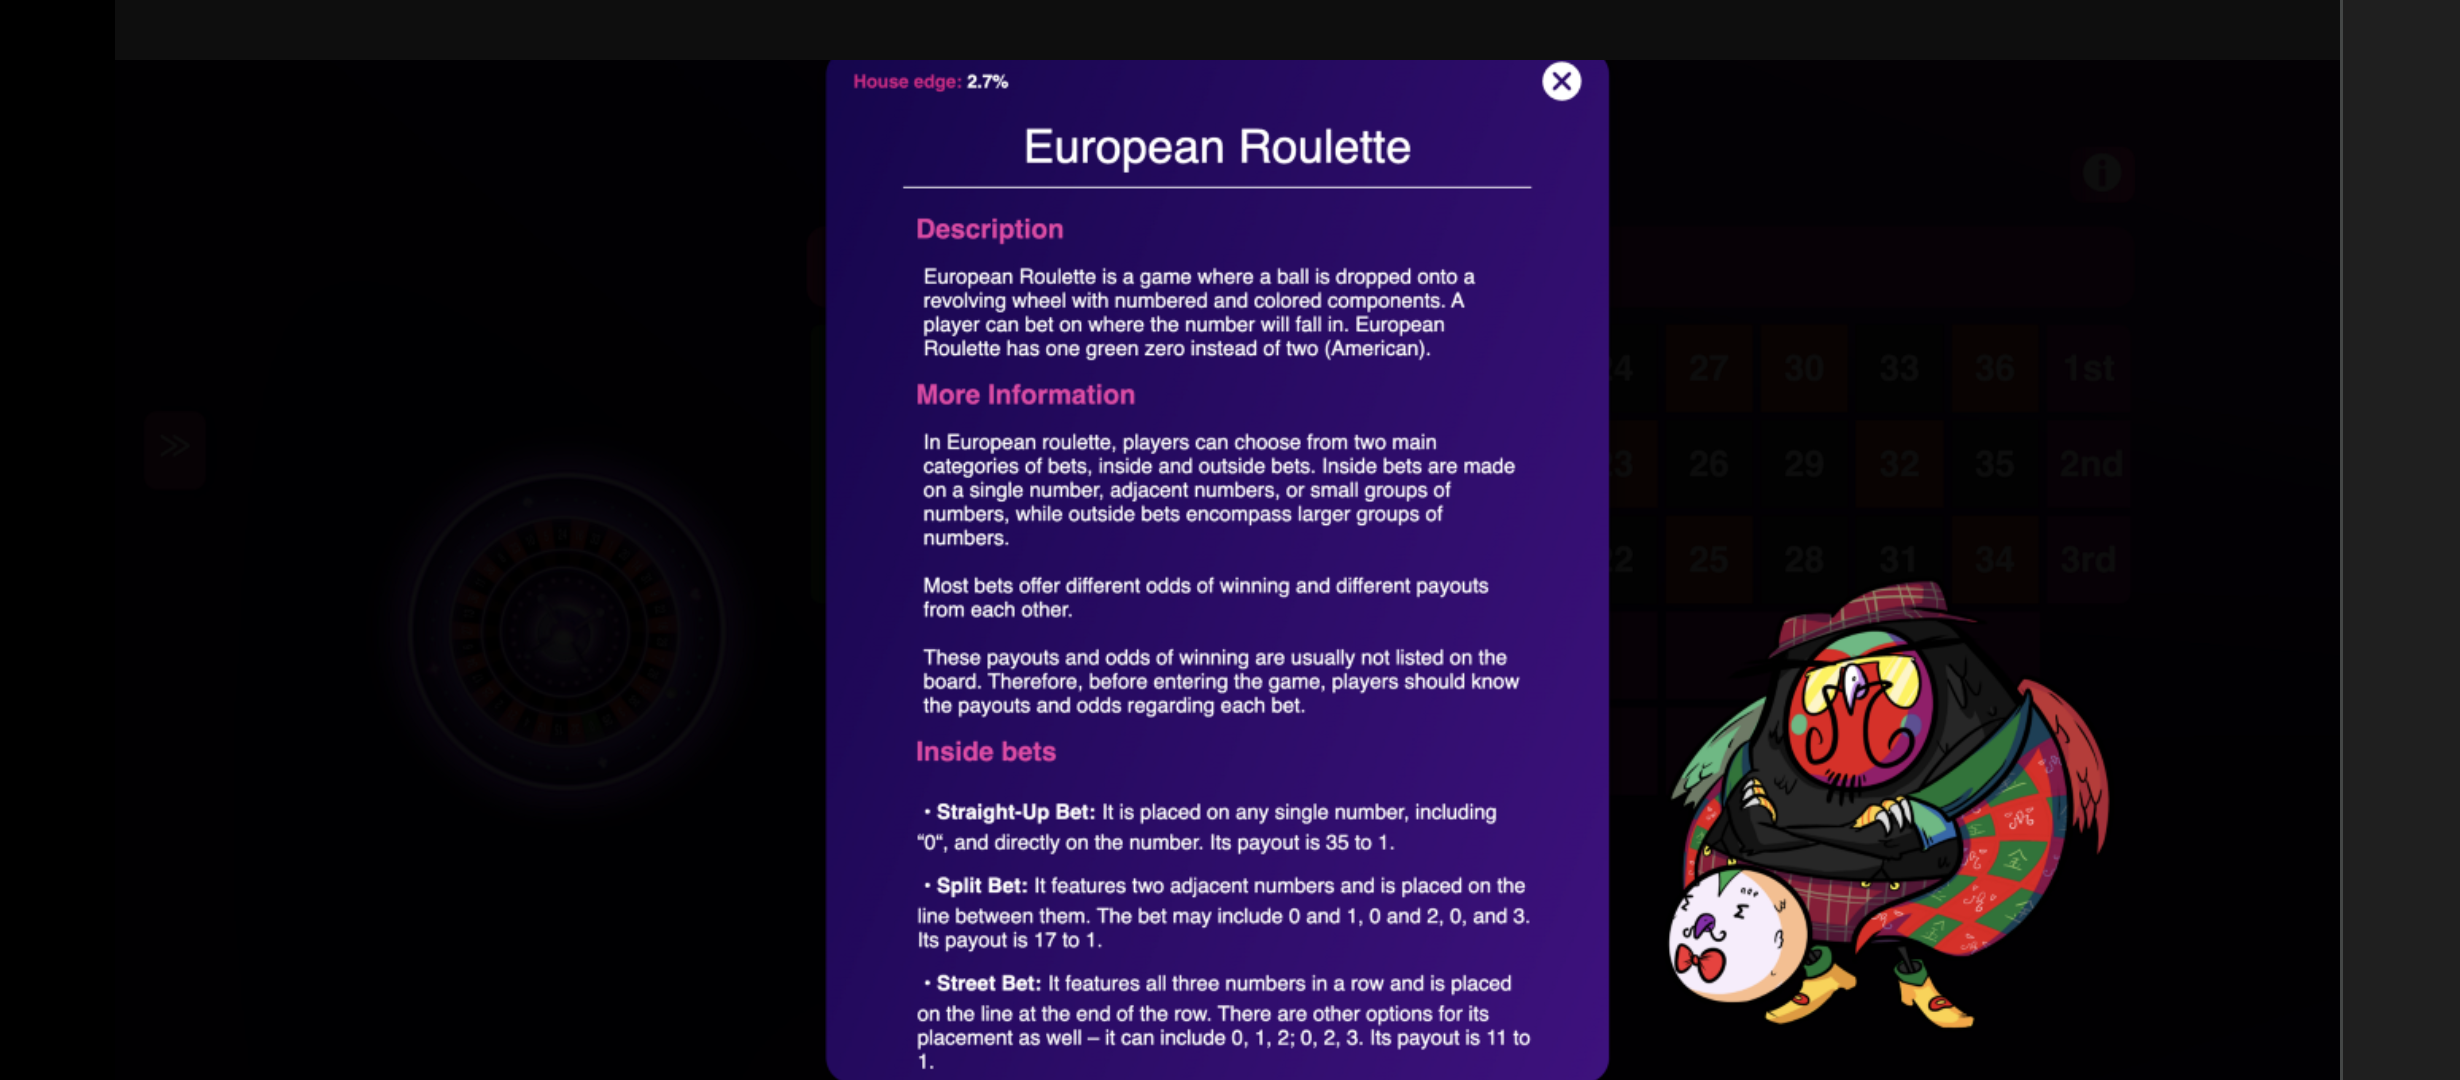 House edge: 2.7%
European Roulette
Description
European Roulette is a game where a ball is dropped onto a
revolving wheel with numbered and colored components. A
player can bet on where the number will fall in. European
Roulette has one green zero instead of two (American).
More Information
In European roulette, players can choose from two main
categories of bets, inside and outside bets. Inside bets are made
on a single number, adjacent numbers, or small groups of
numbers, while outside bets encompass larger groups of
numbers.
Most bets offer different odds of winning and different payouts
from each other.
These payouts and odds of winning are usually not listed on the
board. Therefore, before entering the game, players should know
the payouts and odds regarding each bet.
Inside bets
• Straight-Up Bet: It is placed on any single number, including
“0“, and directly on the number. Its payout is 35 to 1.
• Split Bet: It features two adjacent numbers and is placed on the
line between them. The bet may include 0 and 1, 0 and 2, 0, and 3.
Its payout is 17 to 1.
• Street Bet: It features all three numbers in a row and is placed
on the line at the end of the row. There are other options for its
placement as well – it can include 0, 1, 2; 0, 2, 3. Its payout is 11 to
1.
27 30 33 36 1st
26 29 32 35 2nd
25 28 31 34 3rd